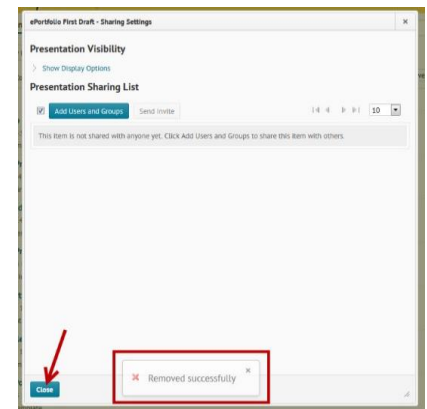 ePortfolio First Draft - Sharing Settings
Presentation Visibility
Show Display Options
Presentation Sharing List
Add Users and Groups Send Invite 10
This item is not shared with anyone yet. Click Add Users and Groups to share this item with others.
Removed successfully
Close